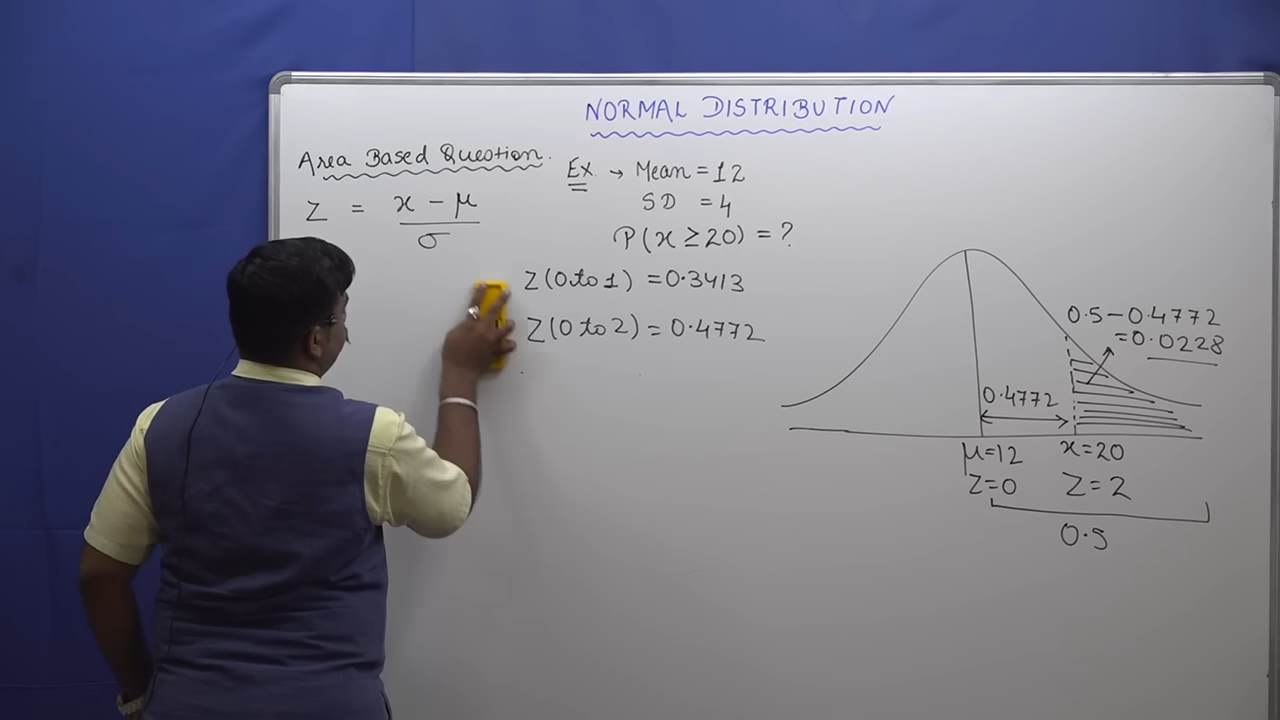 NORMAL DISTRIBUTION
Area Based Question.
Z = x - μ
σ
Ex. → Mean = 12
SD = 4
P(x ≥ 20) = ?
Z(0 to 1) = 0.3413
Z(0 to 2) = 0.4772
0.5 - 0.4772
= 0.0228
0.4772
μ=12 x=20
Z=0 Z=2
0.5